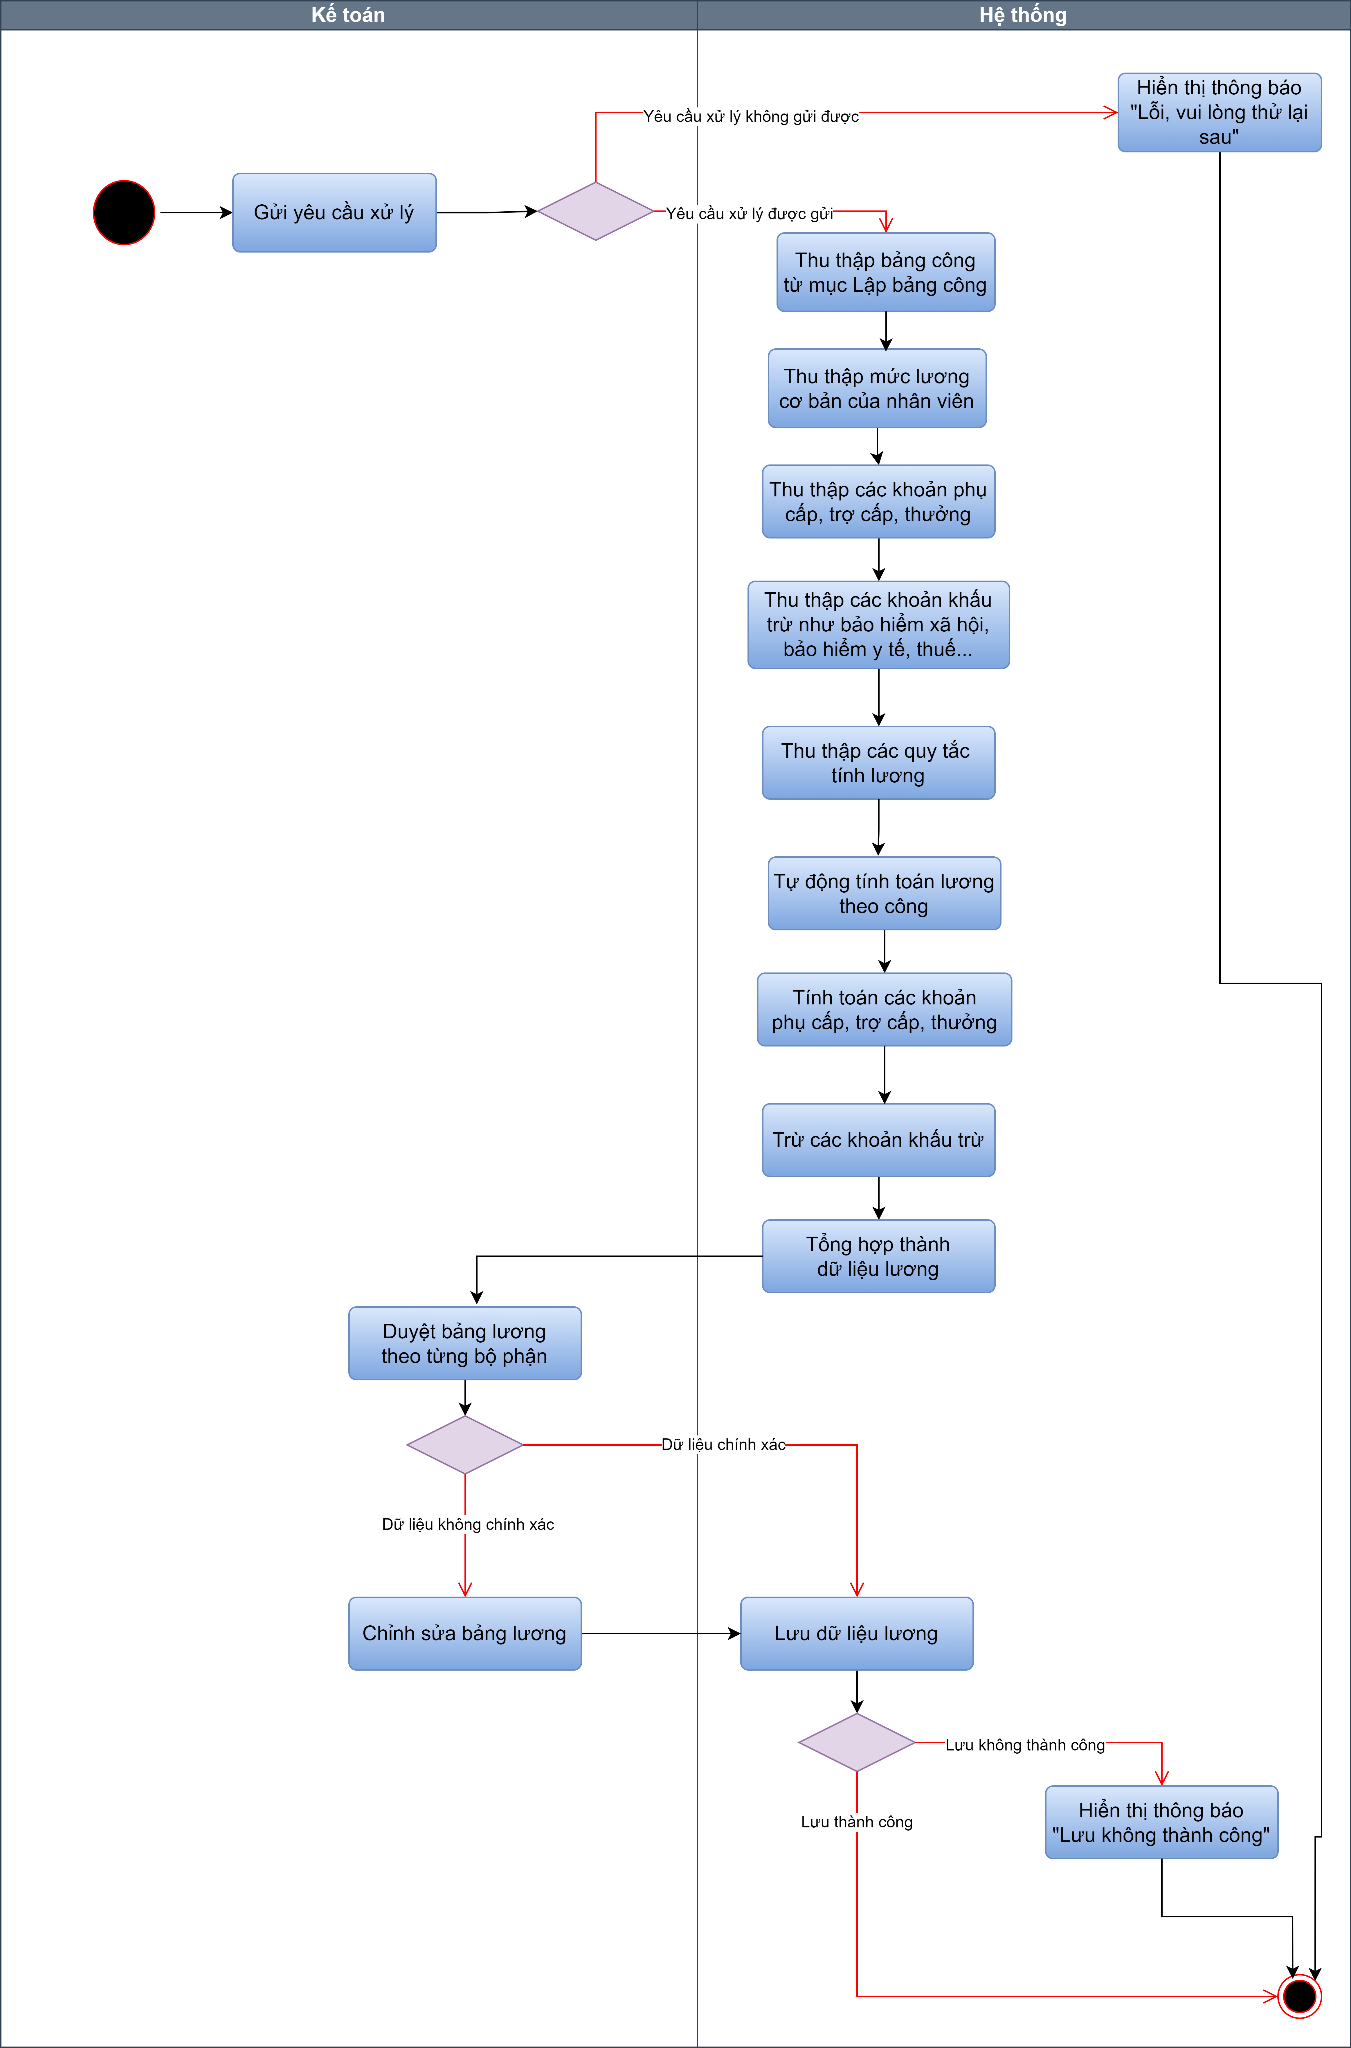 Kế toán
Hệ thống
Hiển thị thông báo
"Lỗi, vui lòng thử lại
sau"
Yêu cầu xử lý không gửi được
Gửi yêu cầu xử lý
Yêu cầu xử lý được gửi
Thu thập bảng công
từ mục Lập bảng công
Thu thập mức lương
cơ bản của nhân viên
Thu thập các khoản phụ
cấp, trợ cấp, thưởng
Thu thập các khoản khấu
trừ như bảo hiểm xã hội,
bảo hiểm y tế, thuế...
Thu thập các quy tắc
tính lương
Tự động tính toán lương
theo công
Tính toán các khoản
phụ cấp, trợ cấp, thưởng
Trừ các khoản khấu trừ
Tổng hợp thành
dữ liệu lương
Duyệt bảng lương
theo từng bộ phận
Dữ liệu chính xác
Dữ liệu không chính xác
Chỉnh sửa bảng lương
Lưu dữ liệu lương
Lưu không thành công
Hiển thị thông báo
"Lưu không thành công"
Lưu thành công